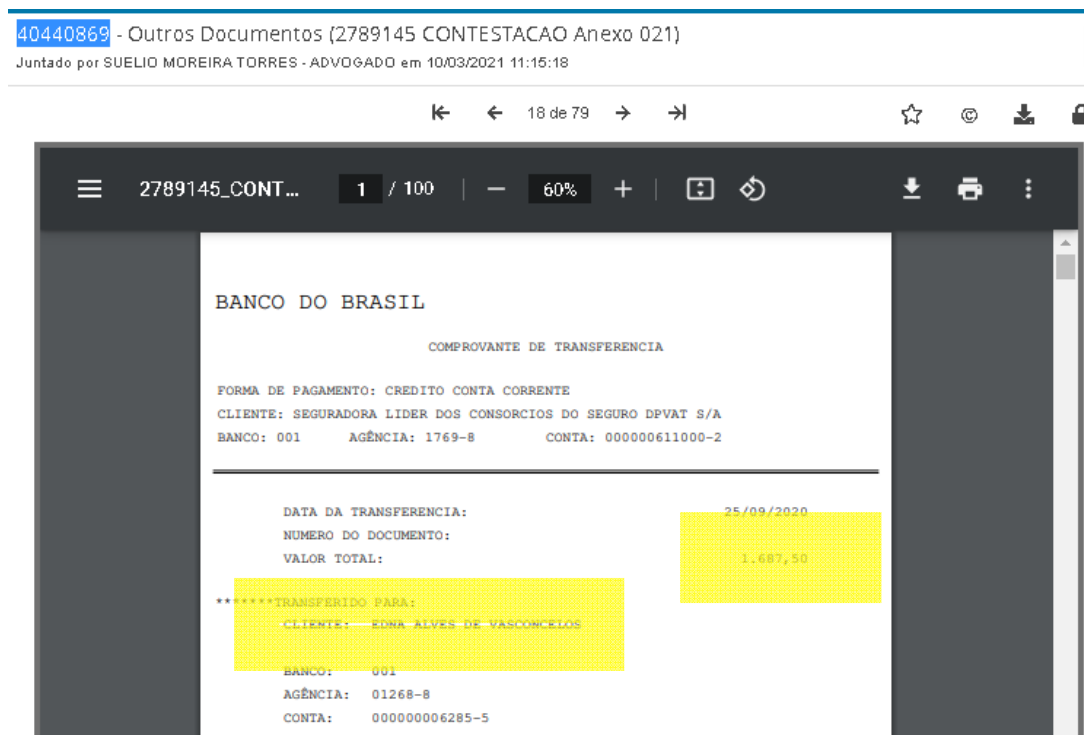 40440869 - Outros Documentos (2789145 CONTESTACAO Anexo 021)
Juntado por SUELIO MOREIRA TORRES - ADVOGADO em 10/03/2021 11:15:18
18 de 79
2789145_CONT... 1 / 100 60%
BANCO DO BRASIL
COMPROVANTE DE TRANSFERENCIA
FORMA DE PAGAMENTO: CREDITO CONTA CORRENTE
CLIENTE: SEGURADORA LIDER DOS CONSORCIOS DO SEGURO DPVAT S/A
BANCO: 001 AGÊNCIA: 1769-8 CONTA: 000000611000-2
DATA DA TRANSFERENCIA: 25/09/2020
NUMERO DO DOCUMENTO:
VALOR TOTAL: 1.687,50
*******TRANSFERIDO PARA:
CLIENTE: EDNA ALVES DE VASCONCELOS
BANCO: 001
AGÊNCIA: 01268-8
CONTA: 000000006285-5